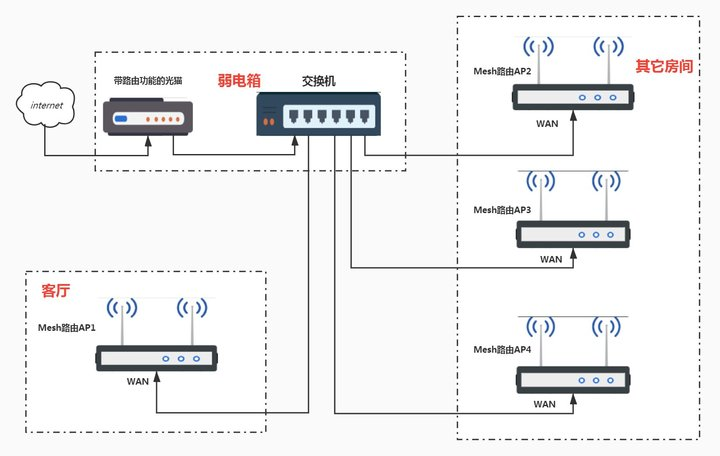 internet
带路由功能的光猫
弱电箱
交换机
其它房间
Mesh路由AP2
WAN
Mesh路由AP3
WAN
Mesh路由AP4
WAN
客厅
Mesh路由AP1
WAN